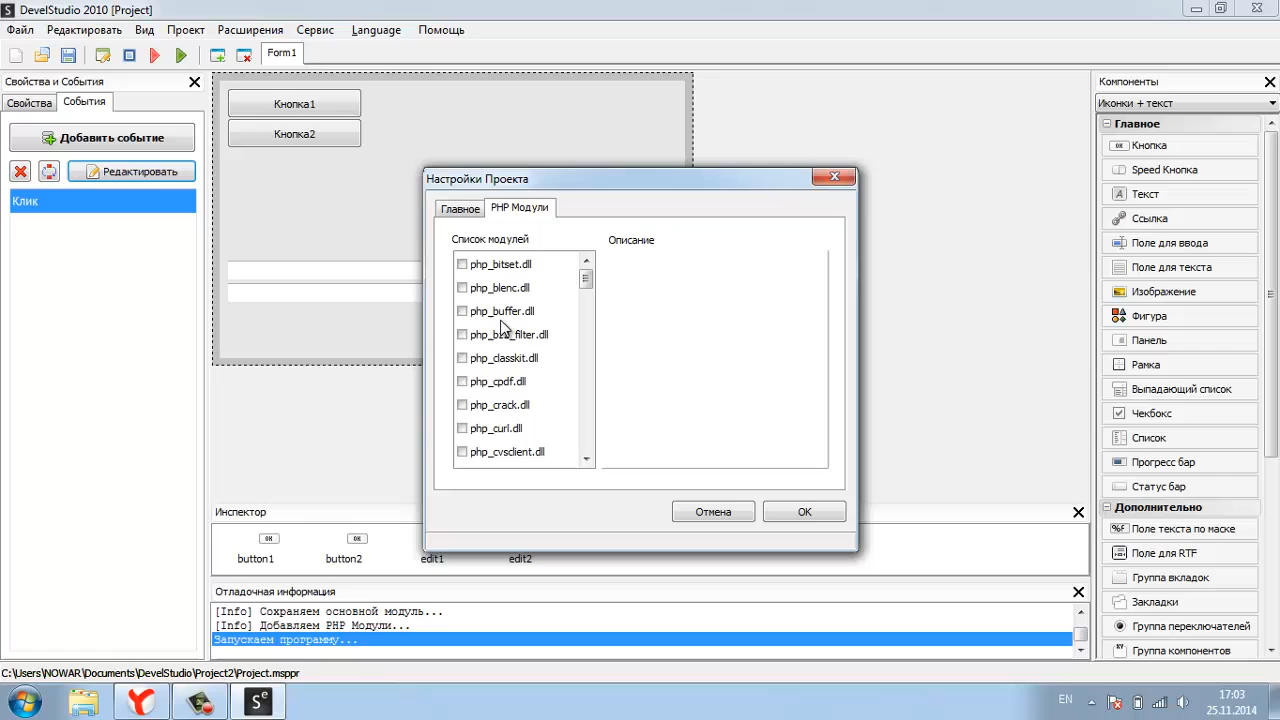 DevelStudio 2010 [Project]
Файл Редактировать Вид Проект Расширения Сервис Language Помощь
Form1
Свойства и События
Свойства События
Добавить событие
Редактировать
Клик
Кнопка1
Кнопка2
Настройки Проекта
Главное PHP Модули
Список модулей Описание
php_bitset.dll
php_blenc.dll
php_buffer.dll
php_bz2_filter.dll
php_classkit.dll
php_cpdf.dll
php_crack.dll
php_curl.dll
php_cvsclient.dll
Отмена OK
Компоненты
Иконки + текст
Главное
Кнопка
Speed Кнопка
Текст
Ссылка
Поле для ввода
Поле для текста
Изображение
Фигура
Панель
Рамка
Выпадающий список
Чекбокс
Список
Прогресс бар
Статус бар
Дополнительно
Поле текста по маске
Поле для RTF
Группа вкладок
Закладки
Группа переключателей
Группа компонентов
Инспектор
button1 button2 edit1 edit2
Отладочная информация
[Info] Сохраняем основной модуль...
[Info] Добавляем PHP Модули...
Запускаем программу...
C:\Users\NOWAR\Documents\DevelStudio\Project2\Project.msppr
EN
17:03
25.11.2014